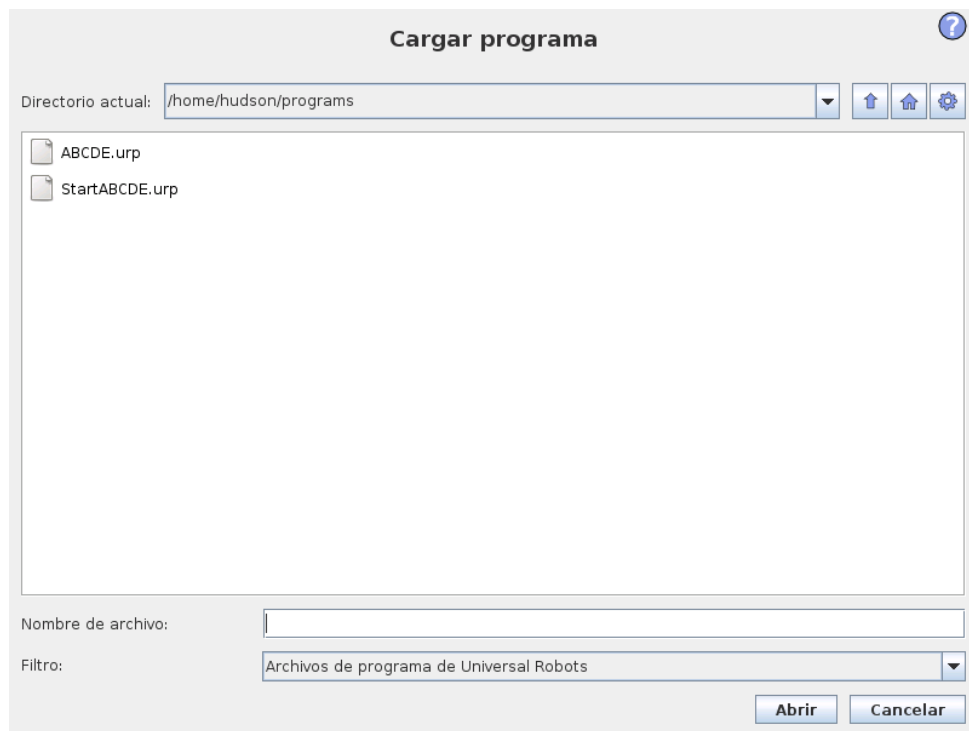 Cargar programa
?
Directorio actual: /home/hudson/programs
ABCDE.urp
StartABCDE.urp
Nombre de archivo:
Filtro: Archivos de programa de Universal Robots
Abrir Cancelar